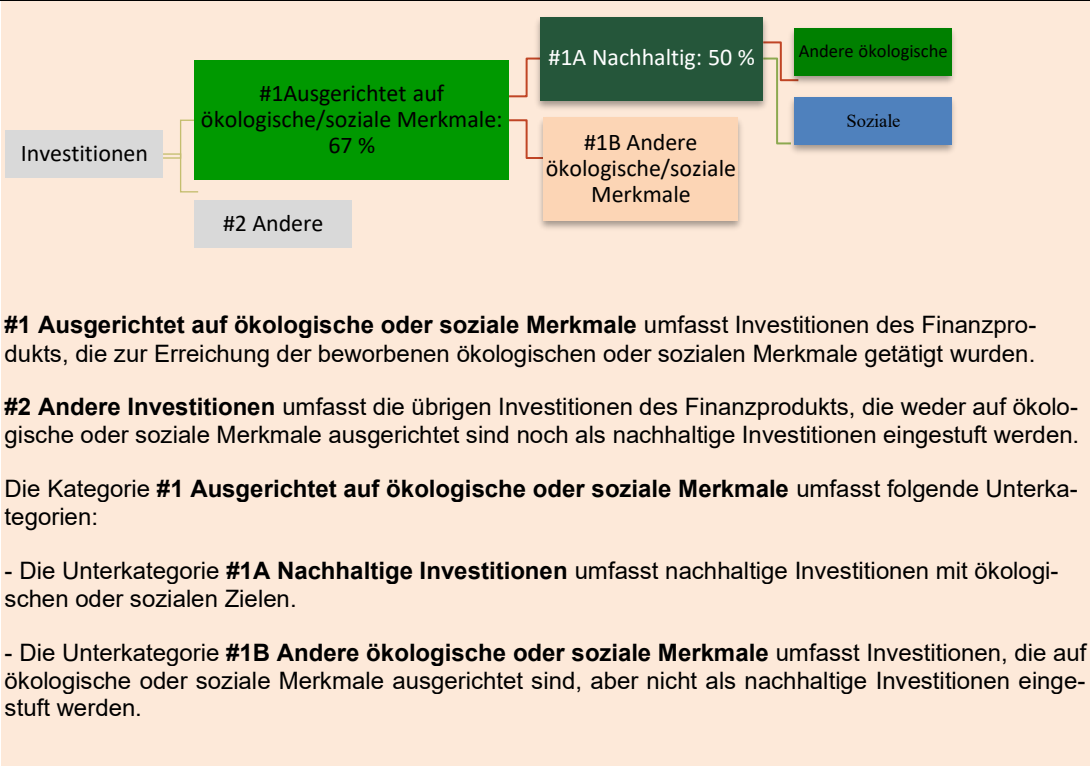 Investitionen
#1Ausgerichtet auf
ökologische/soziale Merkmale:
67 %
#2 Andere
#1A Nachhaltig: 50 %
#1B Andere
ökologische/soziale
Merkmale
Andere ökologische
Soziale
#1 Ausgerichtet auf ökologische oder soziale Merkmale umfasst Investitionen des Finanzpro-
dukts, die zur Erreichung der beworbenen ökologischen oder sozialen Merkmale getätigt wurden.
#2 Andere Investitionen umfasst die übrigen Investitionen des Finanzprodukts, die weder auf ökolo-
gische oder soziale Merkmale ausgerichtet sind noch als nachhaltige Investitionen eingestuft werden.
Die Kategorie #1 Ausgerichtet auf ökologische oder soziale Merkmale umfasst folgende Unterka-
tegorien:
- Die Unterkategorie #1A Nachhaltige Investitionen umfasst nachhaltige Investitionen mit ökologi-
schen oder sozialen Zielen.
- Die Unterkategorie #1B Andere ökologische oder soziale Merkmale umfasst Investitionen, die auf
ökologische oder soziale Merkmale ausgerichtet sind, aber nicht als nachhaltige Investitionen einge-
stuft werden.